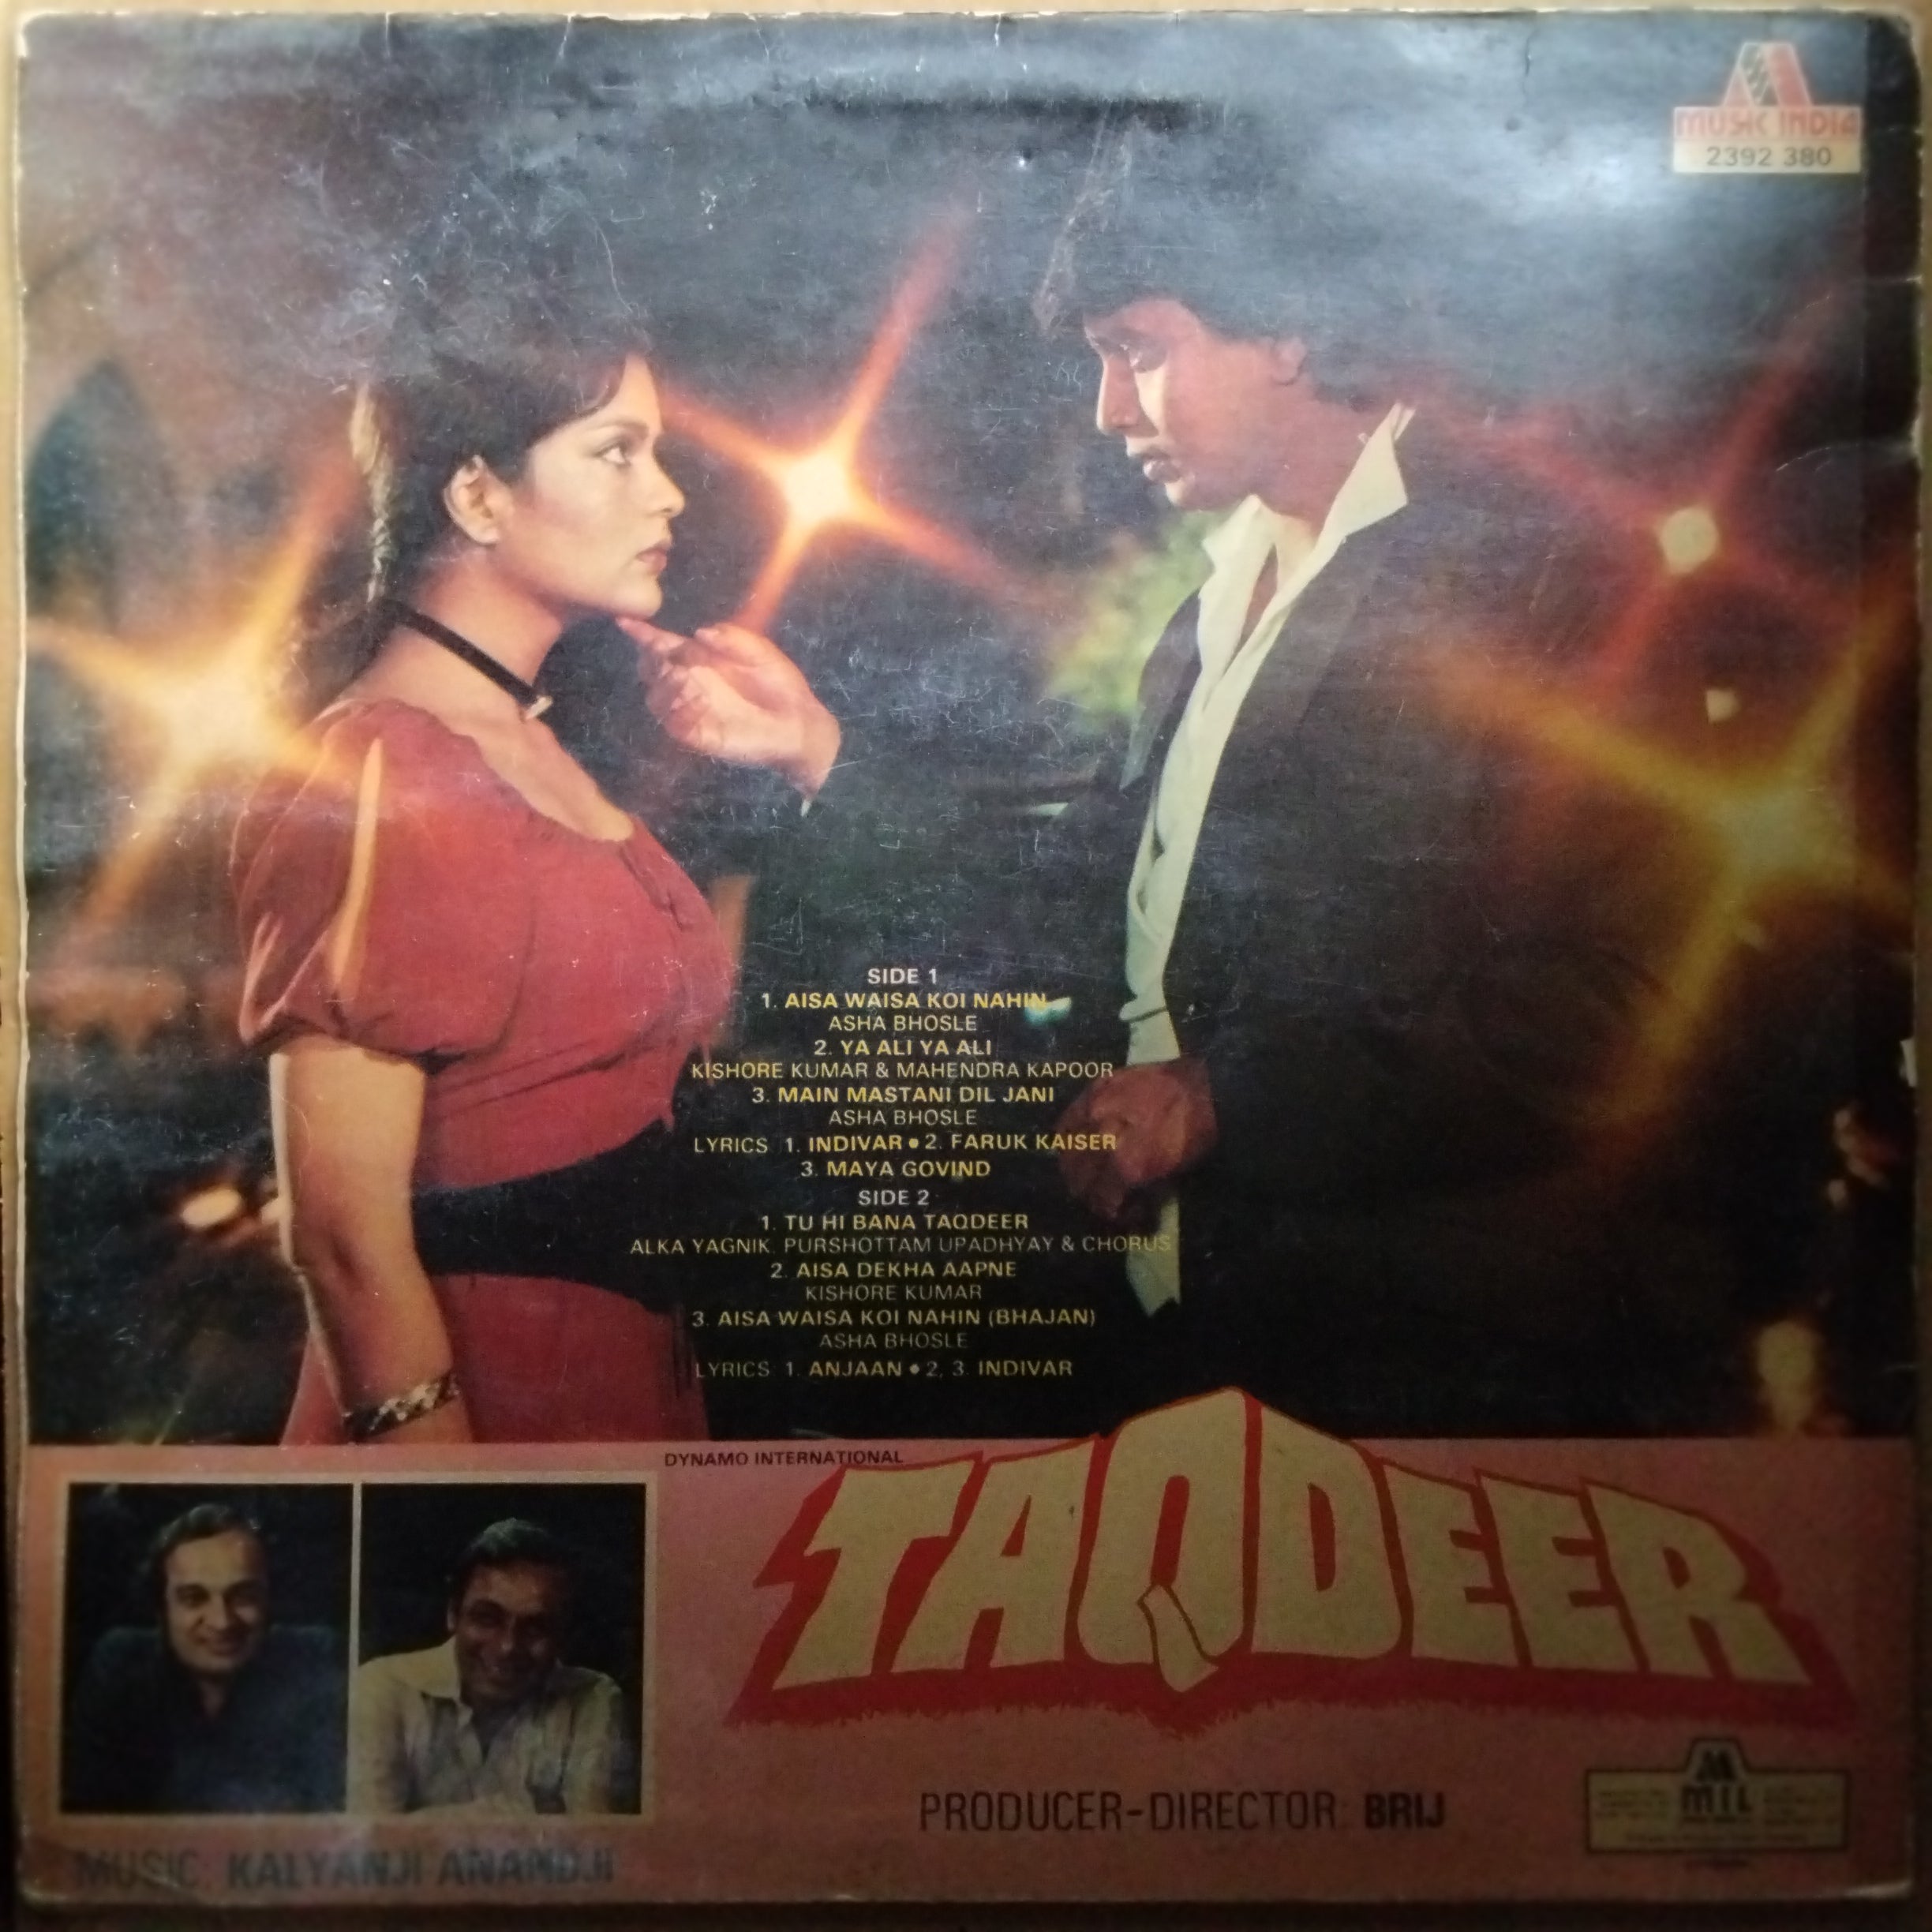 MUSIC INDIA
2392 380
SIDE 1
1. AISA WAISA KOI NAHIN
ASHA BHOSLE
2. YA ALI YA ALI
KISHORE KUMAR & MAHENDRA KAPOOR
3. MAIN MASTANI DIL JANI
ASHA BHOSLE
LYRICS 1. INDIVAR • 2. FARUK KAISER
3. MAYA GOVIND
SIDE 2
1. TU HI BANA TAQDEER
ALKA YAGNIK, PURSHOTTAM UPADHYAY & CHORUS
2. AISA DEKHA AAPNE
KISHORE KUMAR
3. AISA WAISA KOI NAHIN (BHAJAN)
ASHA BHOSLE
LYRICS 1. ANJAAN • 2, 3. INDIVAR
DYNAMO INTERNATIONAL
TAQDEER
PRODUCER-DIRECTOR: BRIJ
MIL
MUSIC: KALYANJI ANANDJI